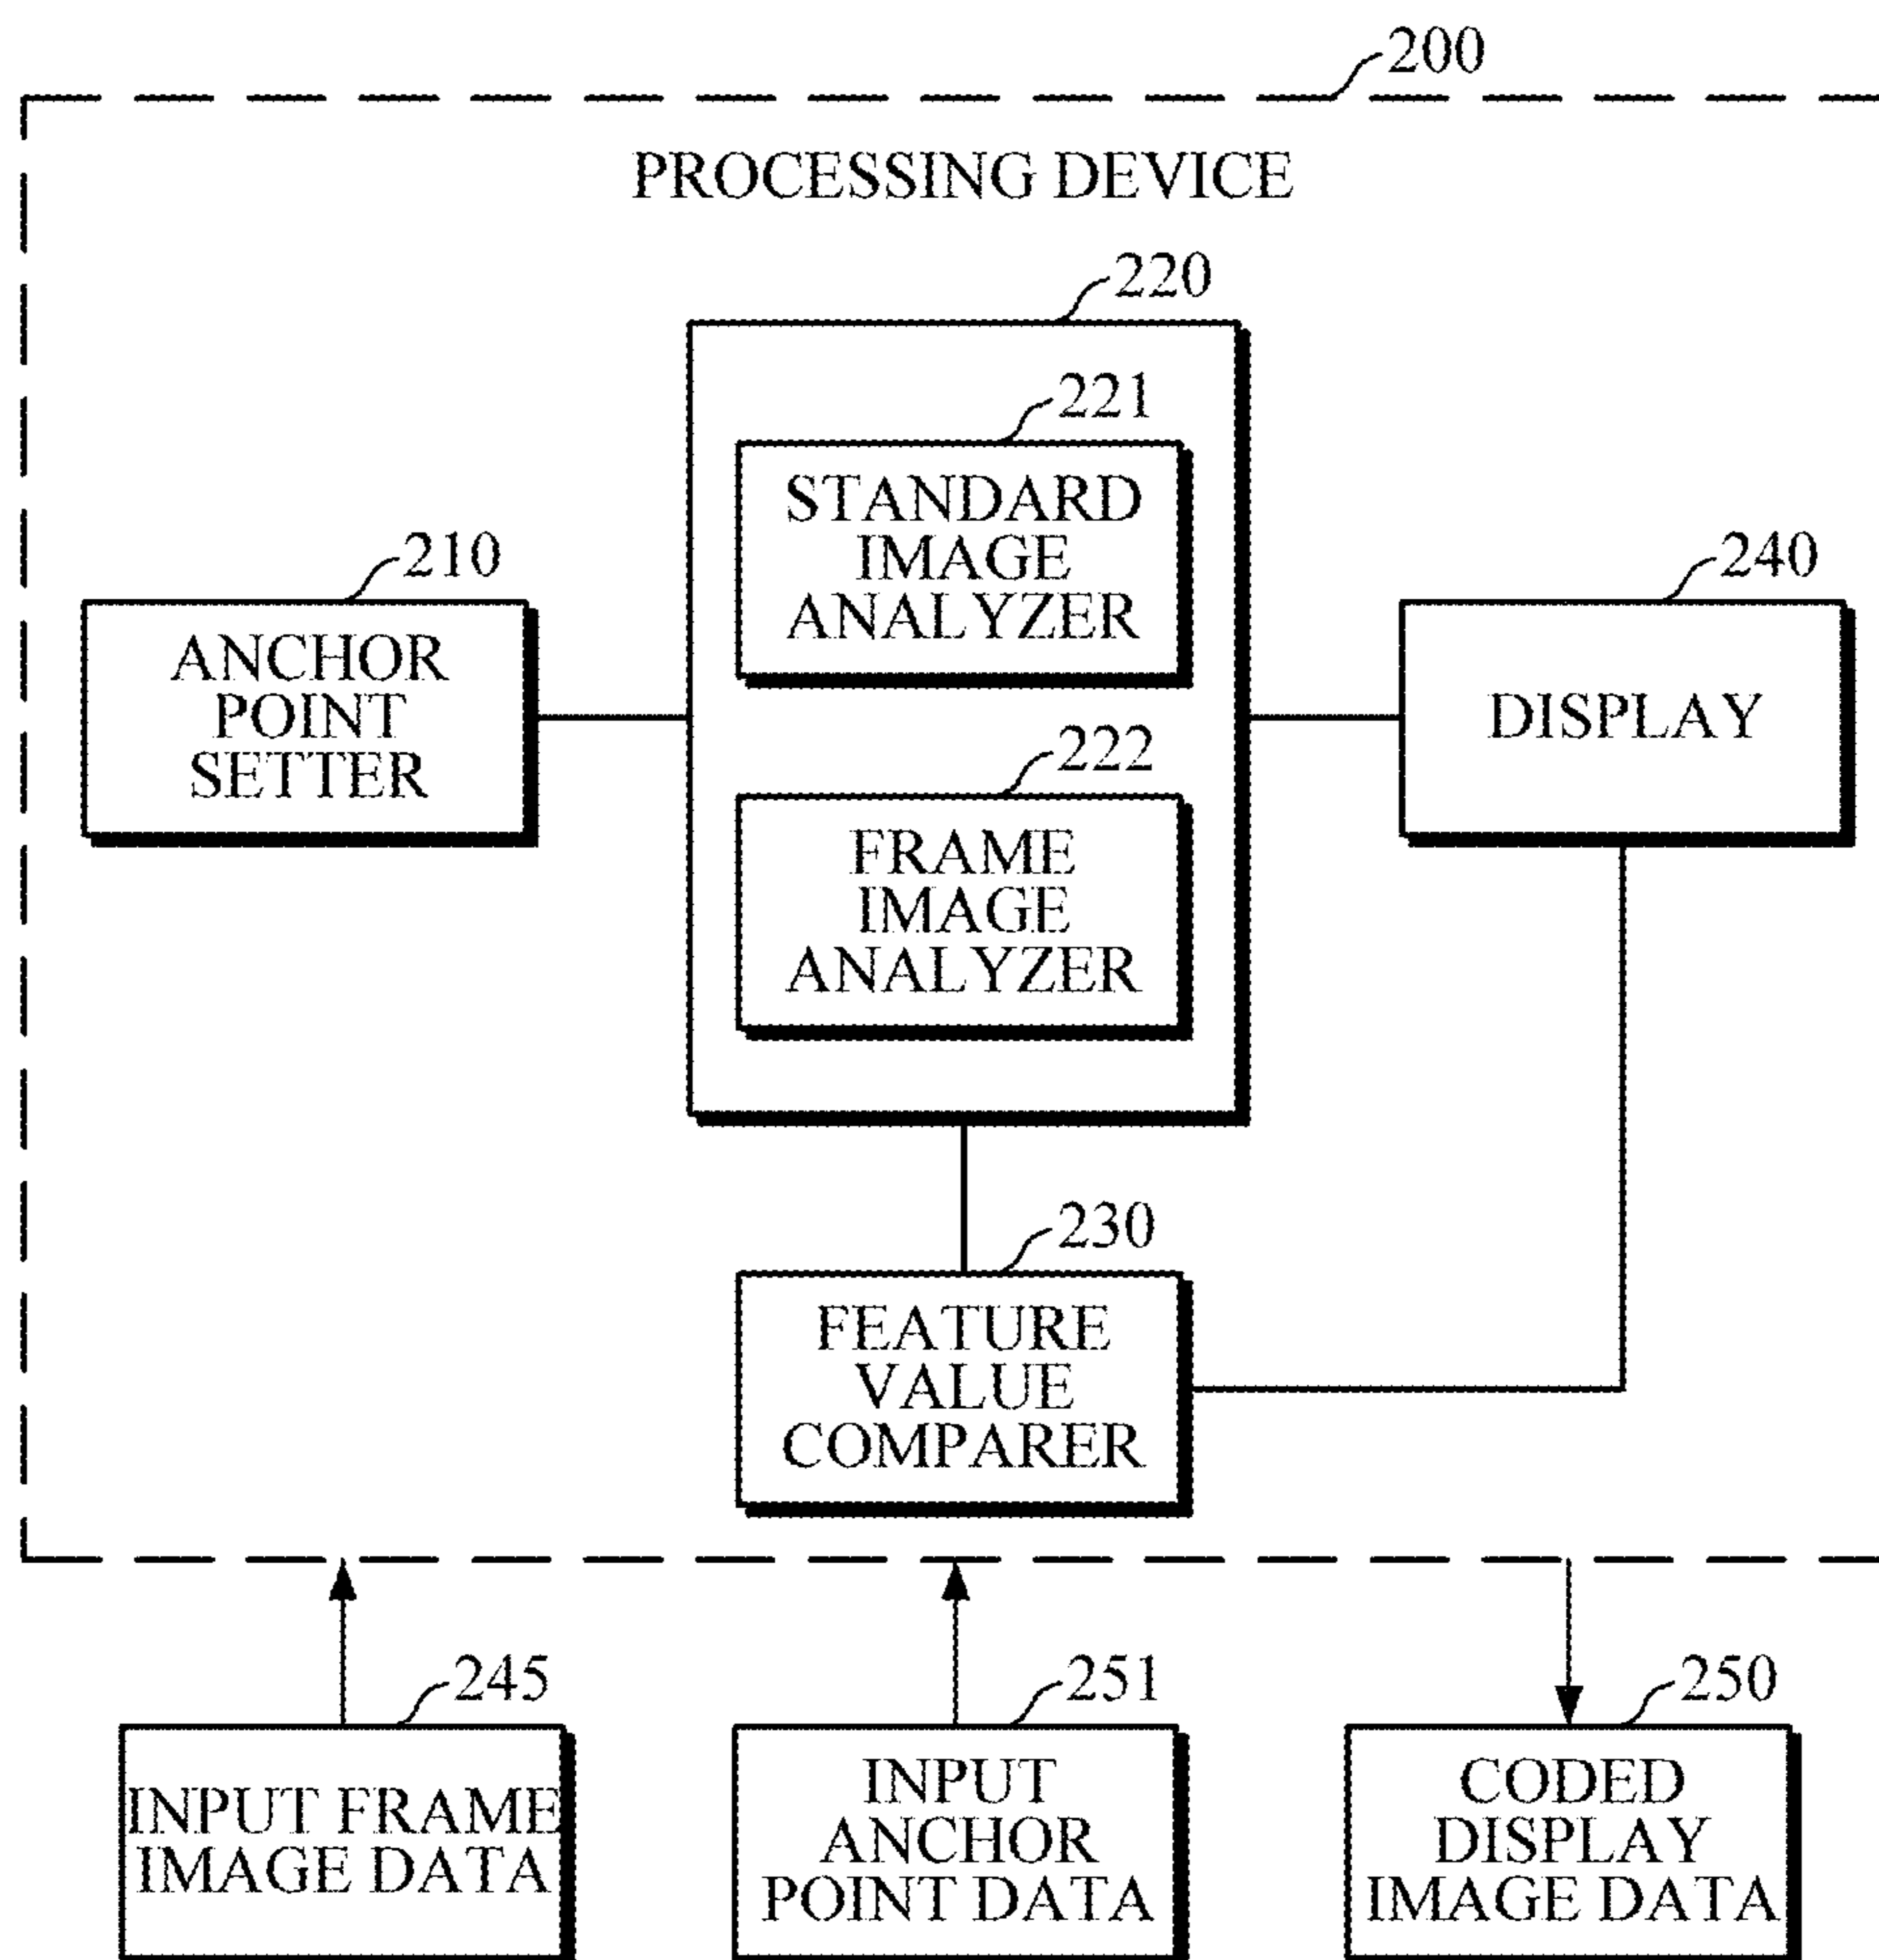 200
PROCESSING DEVICE
220
221
STANDARD
IMAGE
ANALYZER
210
ANCHOR
POINT
SETTER
240
DISPLAY
222
FRAME
IMAGE
ANALYZER
230
FEATURE
VALUE
COMPARER
245
INPUT FRAME
IMAGE DATA
251
INPUT
ANCHOR
POINT DATA
250
CODED
DISPLAY
IMAGE DATA